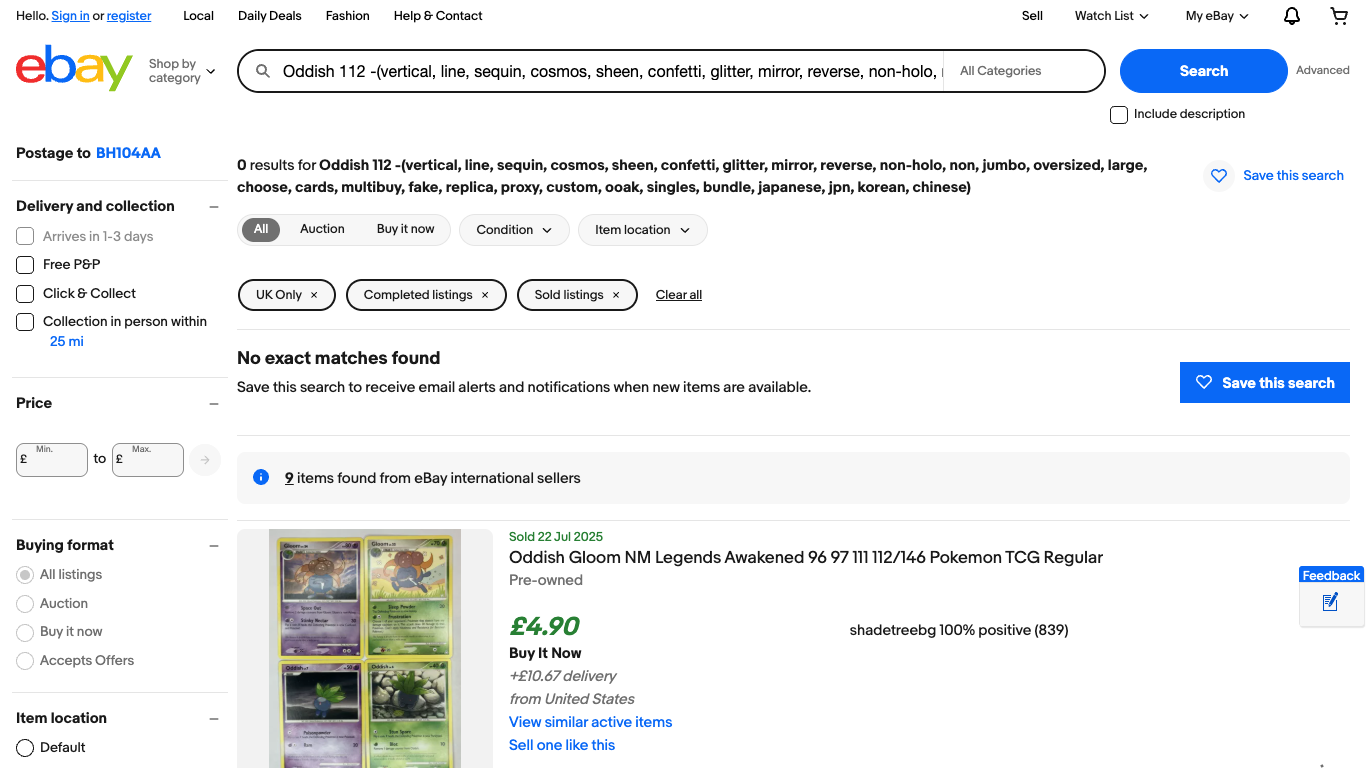 Hello. Sign in or register
Local
Daily Deals
Fashion
Help & Contact
Sell
Watch List
My eBay
ebay
Shop by
category
Oddish 112 -(vertical, line, sequin, cosmos, sheen, confetti, glitter, mirror, reverse, non-holo,
All Categories
Search
Advanced
Include description
Postage to BH104AA
0 results for Oddish 112 -(vertical, line, sequin, cosmos, sheen, confetti, glitter, mirror, reverse, non-holo, non, jumbo, oversized, large,
choose, cards, multibuy, fake, replica, proxy, custom, ooak, singles, bundle, japanese, jpn, korean, chinese)
Save this search
All
Auction
Buy it now
Condition
Item location
UK Only ×
Completed listings ×
Sold listings ×
Clear all
Delivery and collection
Arrives in 1-3 days
Free P&P
Click & Collect
Collection in person within
25 mi
No exact matches found
Save this search to receive email alerts and notifications when new items are available.
Save this search
Price
£ Min.
to
£ Max.
9 items found from eBay international sellers
Buying format
All listings
Auction
Buy it now
Accepts Offers
Item location
Default
Sold 22 Jul 2025
Oddish Gloom NM Legends Awakened 96 97 111 112/146 Pokemon TCG Regular
Pre-owned
£4.90
Buy It Now
+£10.67 delivery
from United States
View similar active items
Sell one like this
shadetreebg 100% positive (839)
Feedback
Gloom
Gloom
Oddish
Oddish